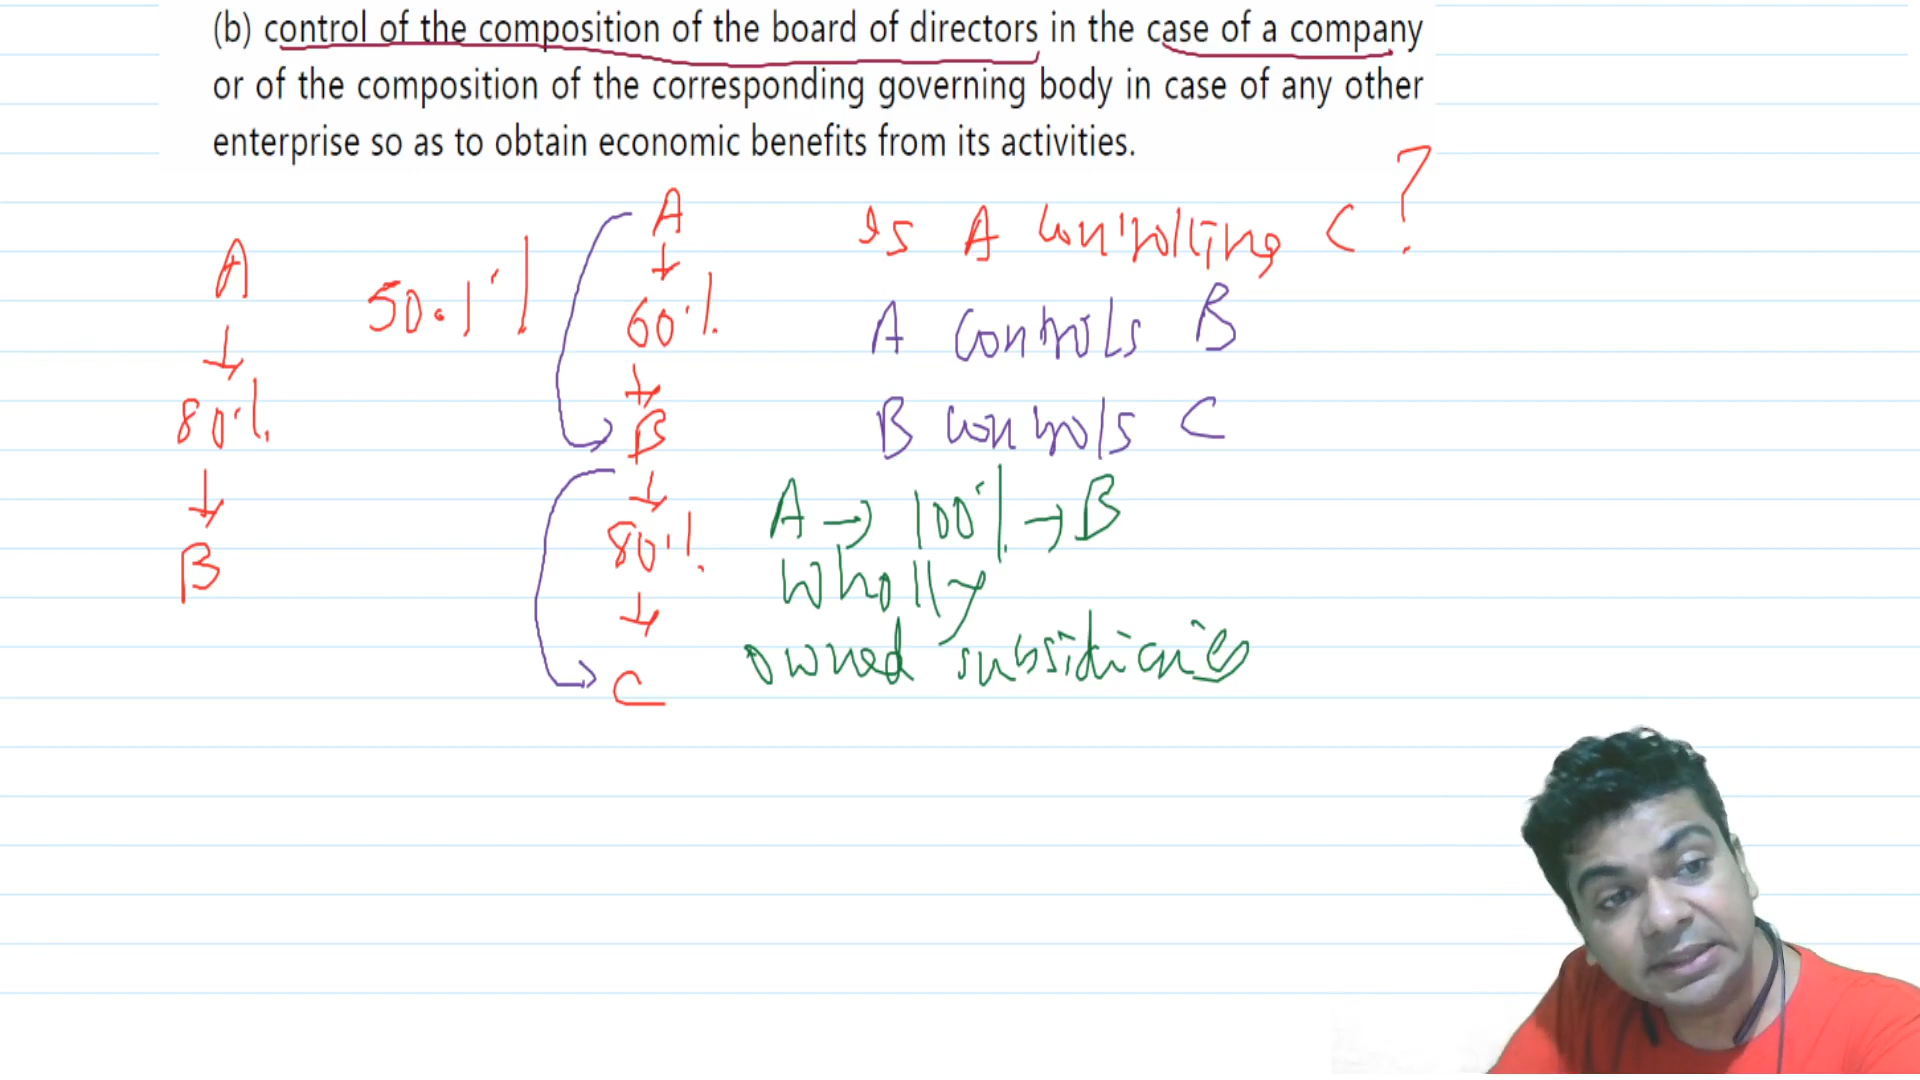 (b) control of the composition of the board of directors in the case of a company
or of the composition of the corresponding governing body in case of any other
enterprise so as to obtain economic benefits from its activities.
A
80%
B
50.1%
A
60%
B
80%
C
Is A controlling C ?
A controls B
B controls C
A → 100% → B
Wholly
owned subsidiaries